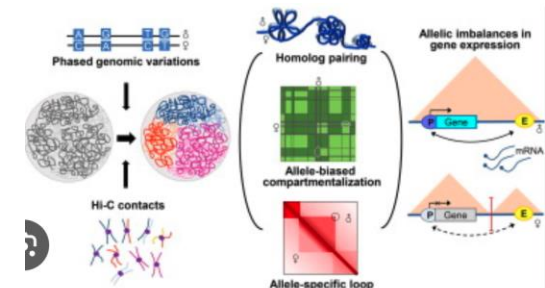 A G T G ♂
C A C T ♀
Phased genomic variations
Hi-C contacts
♂
♀
Homolog pairing
♂
♀
Allele-biased
compartmentalization
♂
♀
Allele-specific loop
Allelic imbalances in
gene expression
P Gene E ♂
mRNA
P Gene E ♀